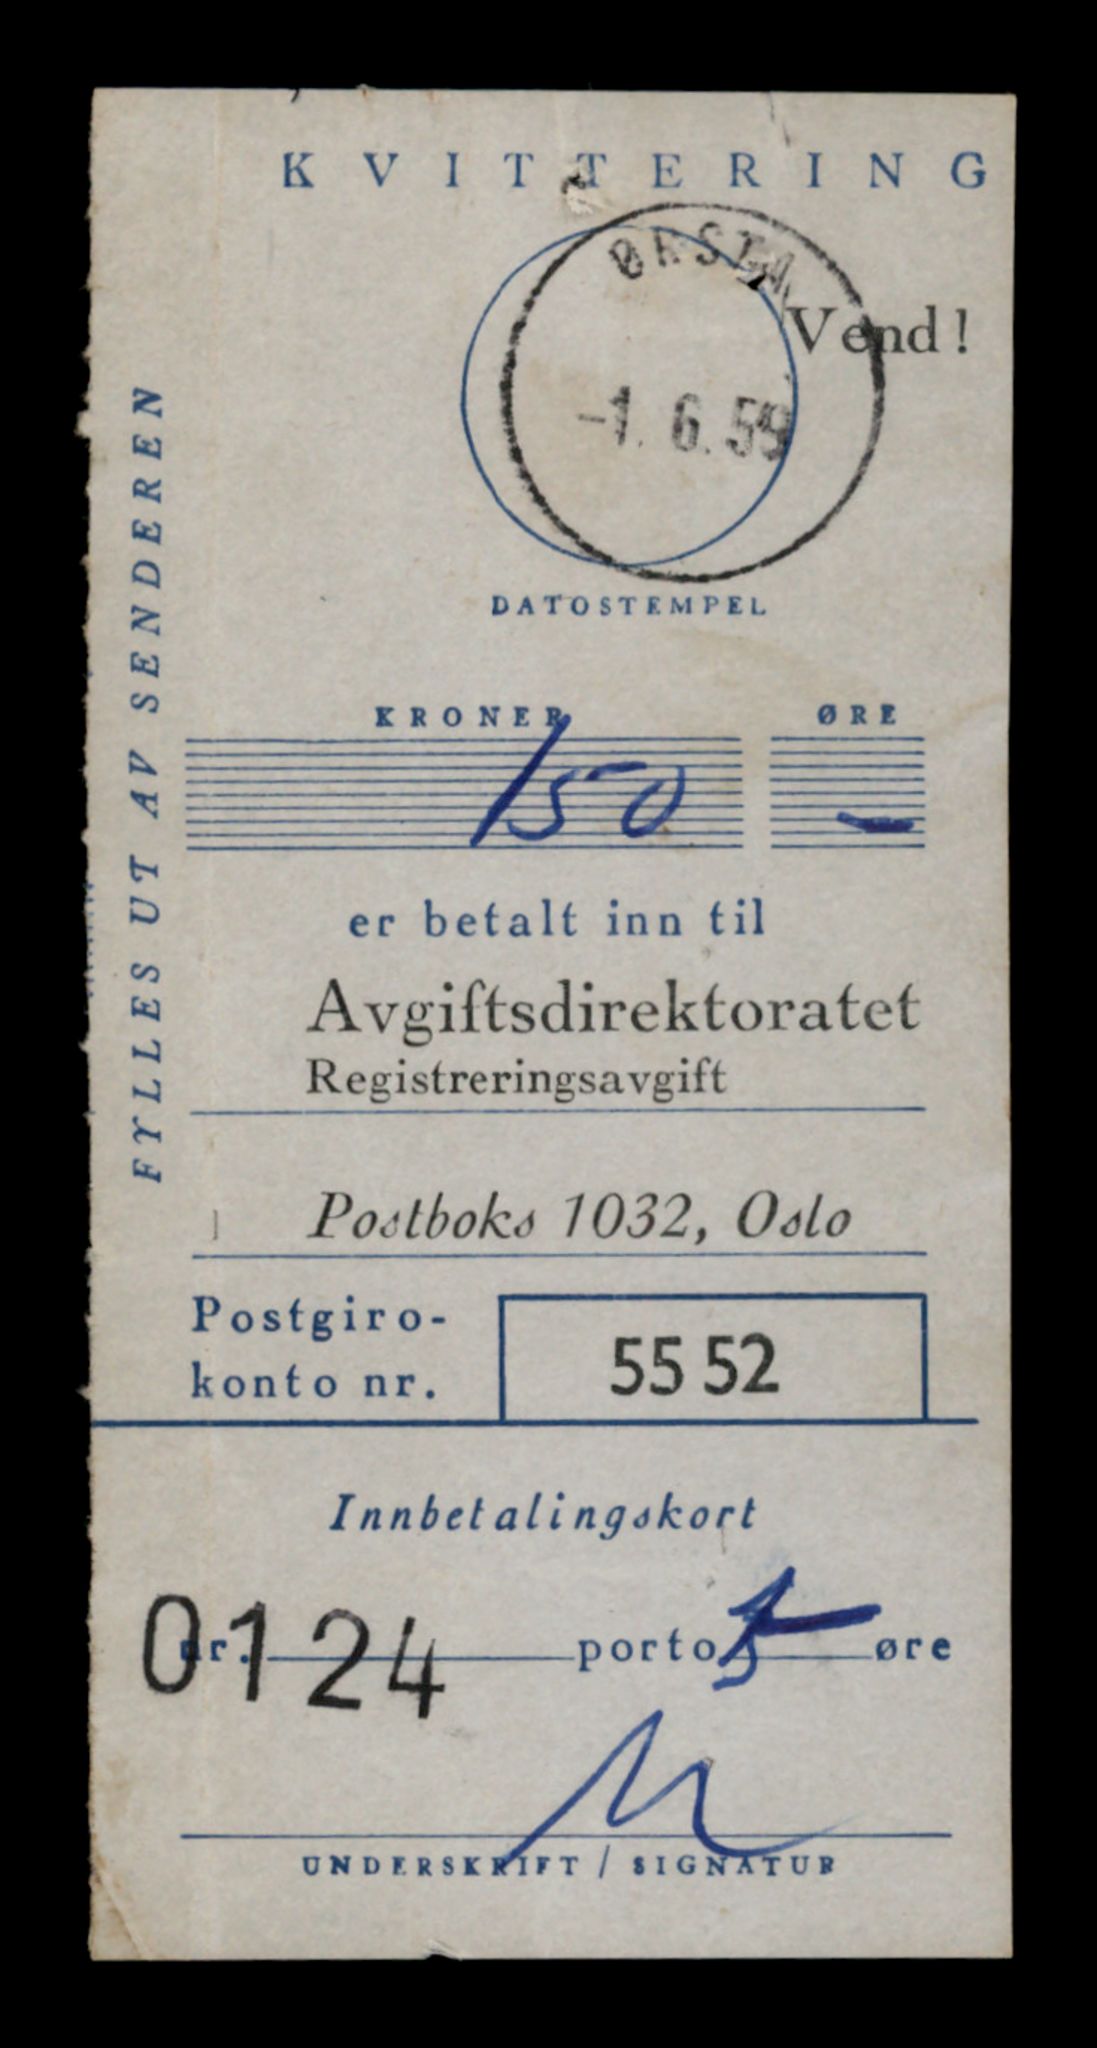 KVITTERING
ØRSTA
Vend!
-1. 6. 59
DATOSTEMPEL
FYLLES UT AV SENDEREN
KRONER ØRE
150 —
er betalt inn til
Avgiftsdirektoratet
Registreringsavgift
Postboks 1032, Oslo
Postgiro-
konto nr. 55 52
Innbetalingskort
nr. 0124 porto øre
UNDERSKRIFT / SIGNATUR